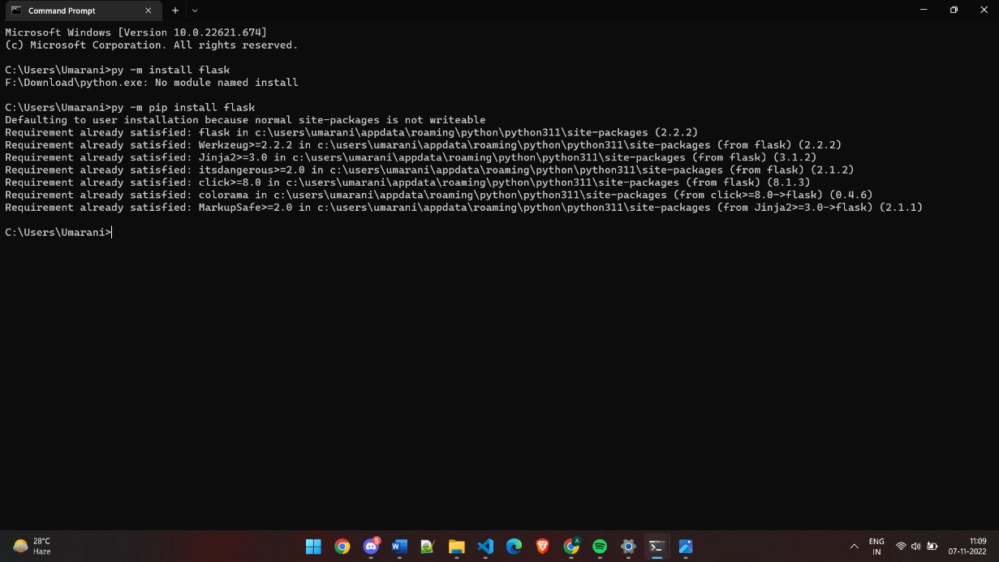 Command Prompt
Microsoft Windows [Version 10.0.22621.674]
(c) Microsoft Corporation. All rights reserved.
C:\Users\Umarani>py -m install flask
F:\Download\python.exe: No module named install
C:\Users\Umarani>py -m pip install flask
Defaulting to user installation because normal site-packages is not writeable
Requirement already satisfied: flask in c:\users\umarani\appdata\roaming\python\python311\site-packages (2.2.2)
Requirement already satisfied: Werkzeug>=2.2.2 in c:\users\umarani\appdata\roaming\python\python311\site-packages (from flask) (2.2.2)
Requirement already satisfied: Jinja2>=3.0 in c:\users\umarani\appdata\roaming\python\python311\site-packages (from flask) (3.1.2)
Requirement already satisfied: itsdangerous>=2.0 in c:\users\umarani\appdata\roaming\python\python311\site-packages (from flask) (2.1.2)
Requirement already satisfied: click>=8.0 in c:\users\umarani\appdata\roaming\python\python311\site-packages (from flask) (8.1.3)
Requirement already satisfied: colorama in c:\users\umarani\appdata\roaming\python\python311\site-packages (from click>=8.0->flask) (0.4.6)
Requirement already satisfied: MarkupSafe>=2.0 in c:\users\umarani\appdata\roaming\python\python311\site-packages (from Jinja2>=3.0->flask) (2.1.1)
C:\Users\Umarani>
28°C
Haze
5
W
A
ENG
IN
11:09
07-11-2022